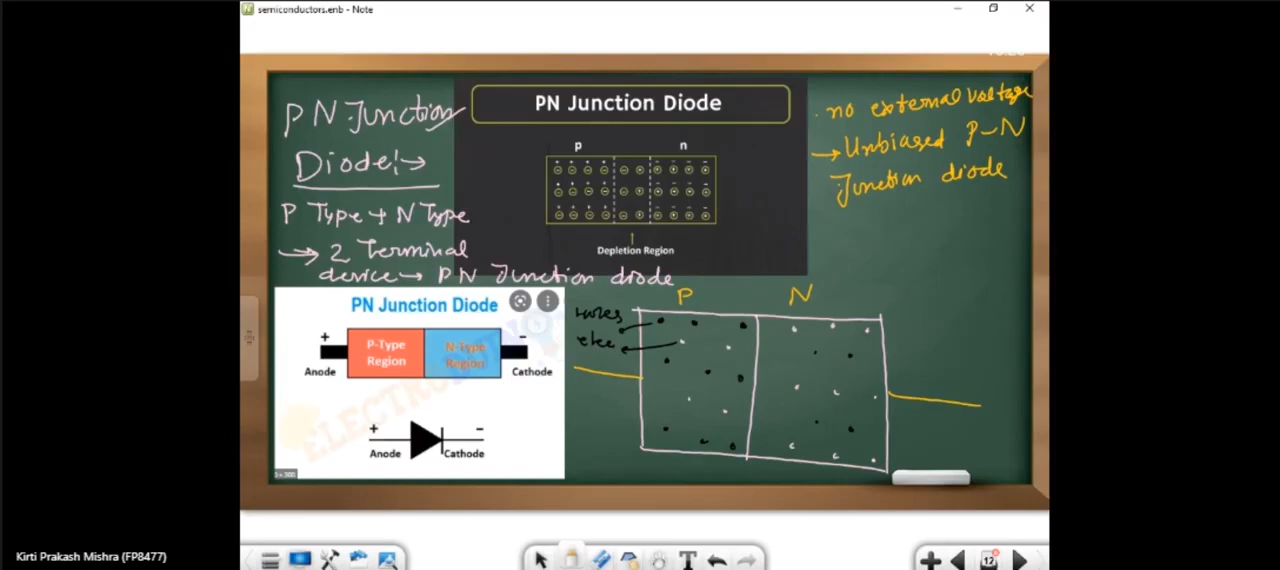 semiconductors.enb - Note
PN Junction
Diode:→
P Type + N Type
→ 2 Terminal
device → PN Junction diode
PN Junction Diode
p n
Depletion Region
. no external voltage
→ Unbiased P-N
Junction diode
PN Junction Diode
+ -
P-Type
Region
N-Type
Region
Anode Cathode
+ -
Anode Cathode
P N
holes
elec
Kirti Prakash Mishra (FP8477)
12